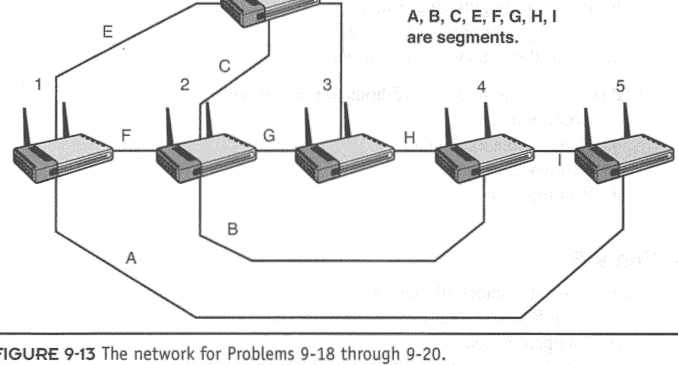 A, B, C, E, F, G, H, I
are segments.
E
C
1
2
3
4
5
F
G
H
I
B
A
FIGURE 9-13 The network for Problems 9-18 through 9-20.